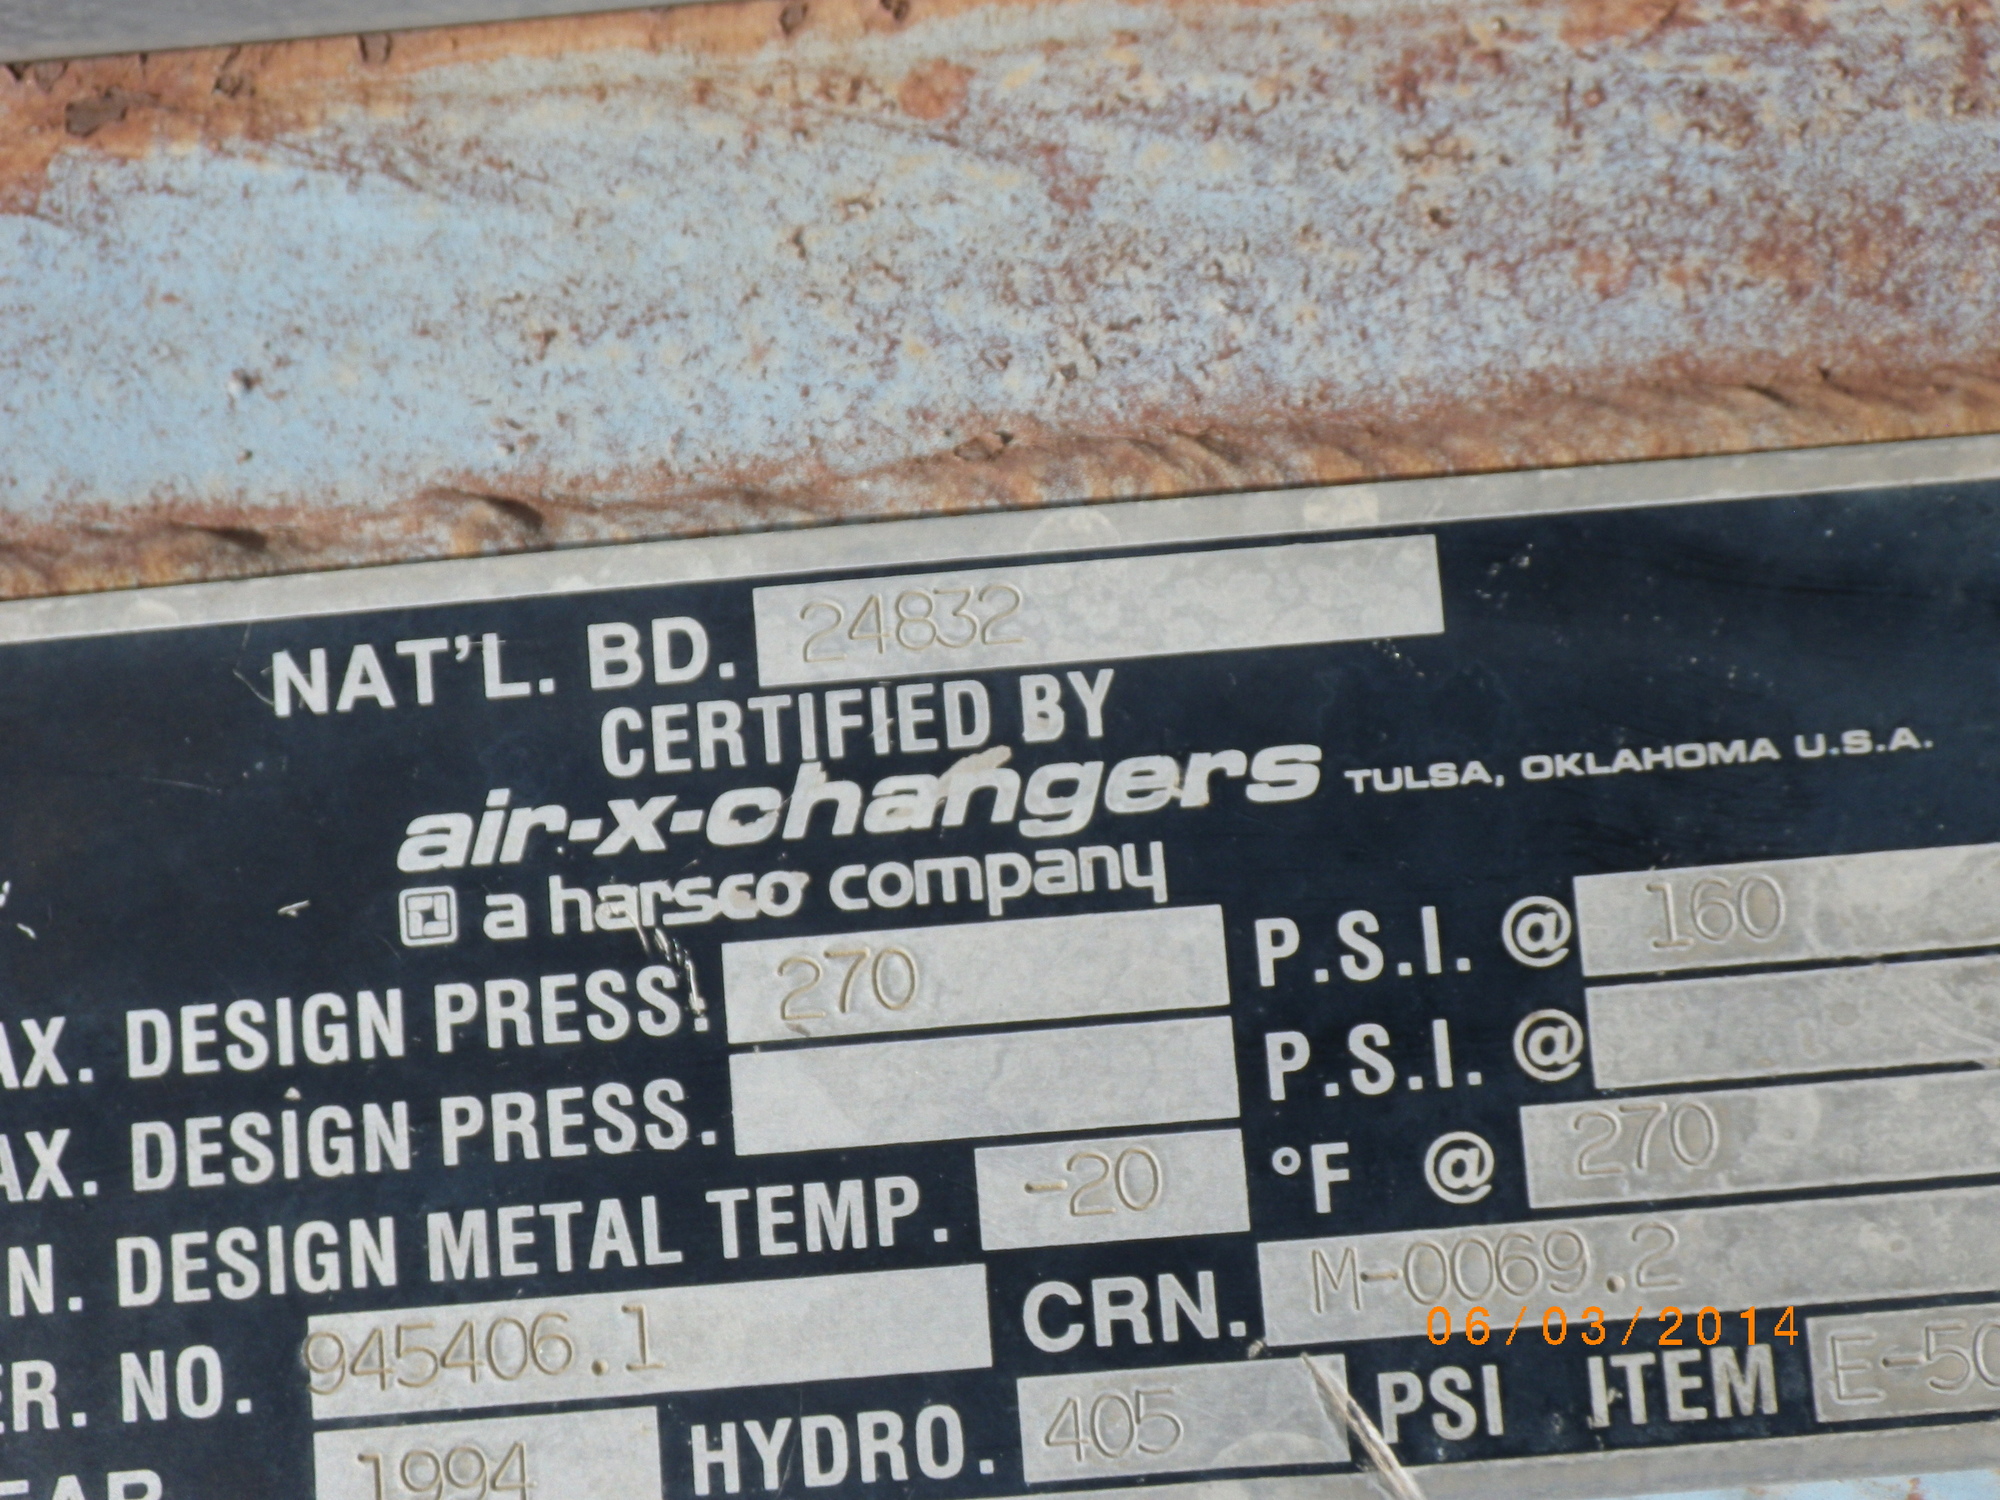 NAT'L. BD. 24832
CERTIFIED BY
air-x-changers TULSA, OKLAHOMA U.S.A.
a harsco company
AX. DESIGN PRESS. 270 P.S.I. @ 160
AX. DESIGN PRESS. P.S.I. @
N. DESIGN METAL TEMP. -20 °F @ 270
ER. NO. 945406.1 CRN. M-0069.2
06/03/2014
EAR 1994 HYDRO. 405 PSI ITEM E-50